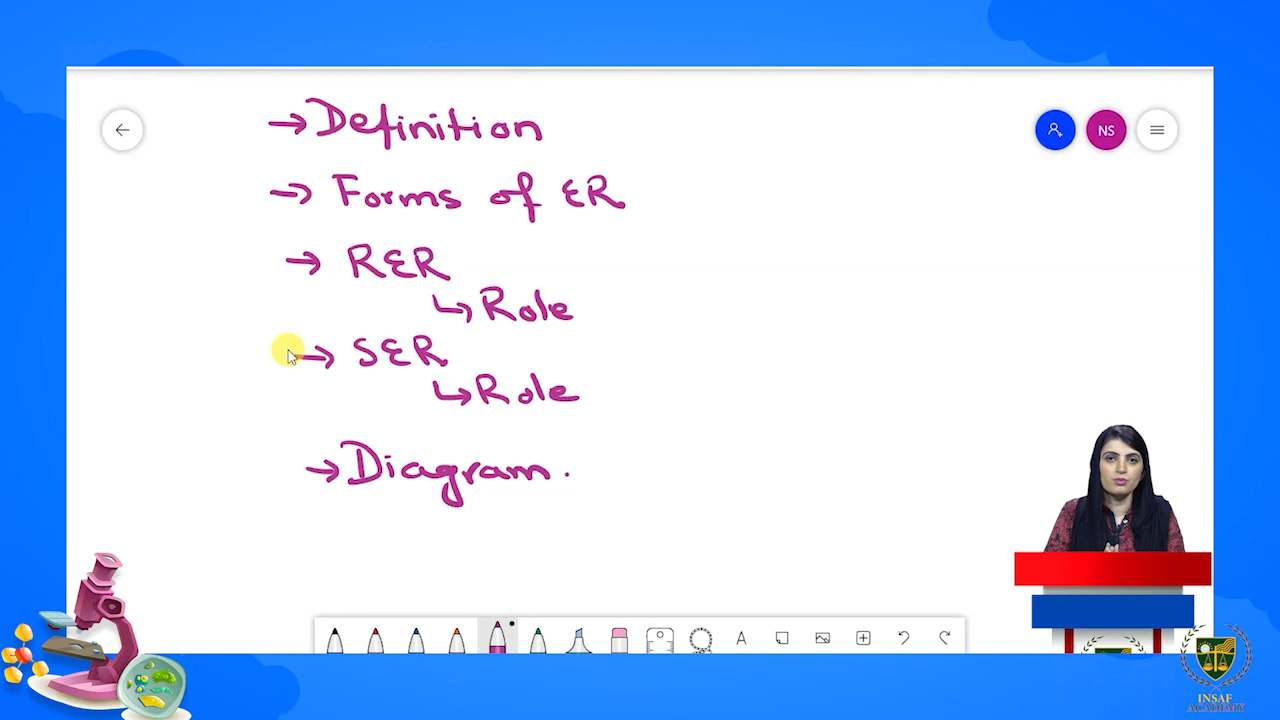 → Definition
→ Forms of ER
→ RER
↳ Role
→ SER
↳ Role
→ Diagram.
NS
A
INSAF
ACADEMY